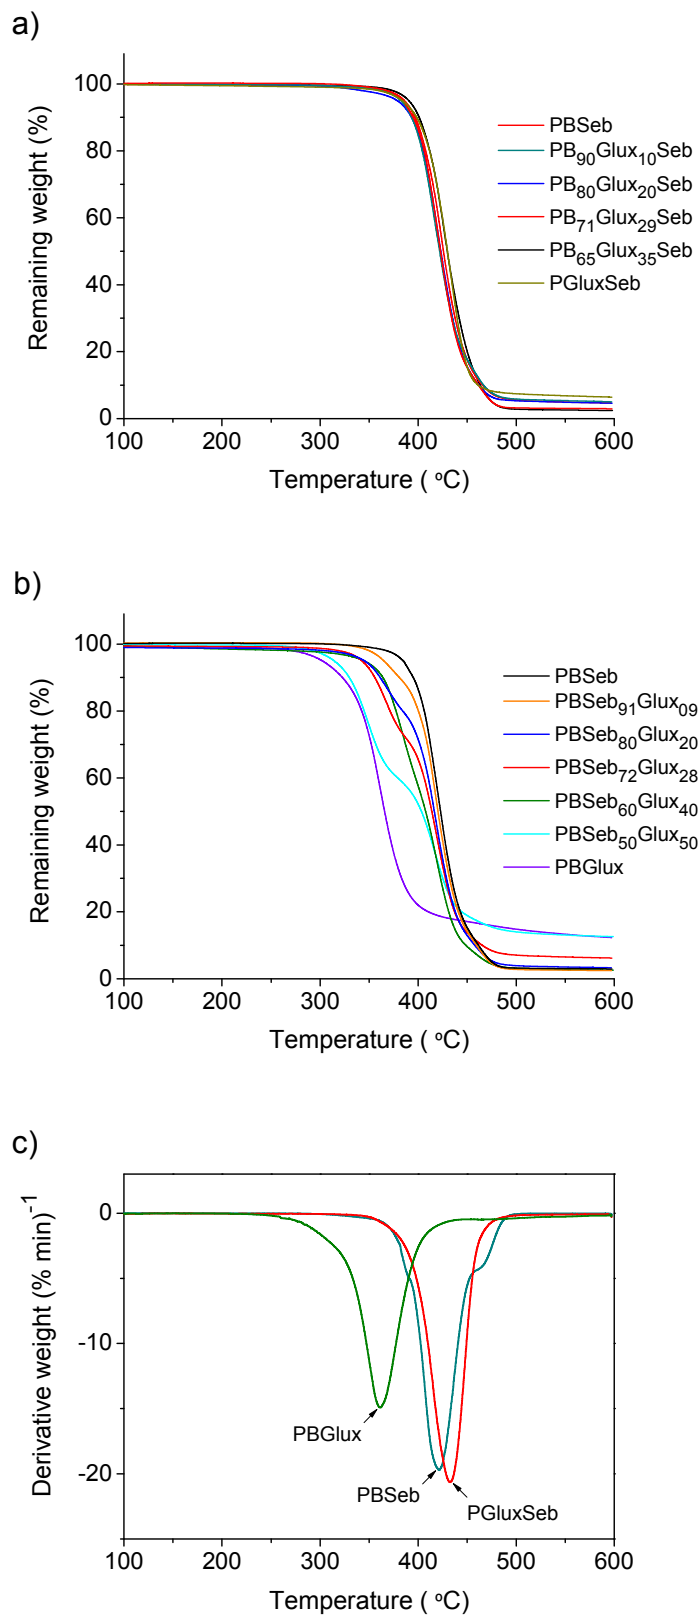 a)
100
80
60
40
20
0
Remaining weight (%)
PBSeb
PB90Glux10Seb
PB80Glux20Seb
PB71Glux29Seb
PB65Glux35Seb
PGluxSeb
100 200 300 400 500 600
Temperature ( ºC)
b)
100
80
60
40
20
0
Remaining weight (%)
PBSeb
PBSeb91Glux09
PBSeb80Glux20
PBSeb72Glux28
PBSeb60Glux40
PBSeb50Glux50
PBGlux
100 200 300 400 500 600
Temperature ( ºC)
c)
0
-10
-20
Derivative weight (% min)-1
PBGlux
PBSeb
PGluxSeb
100 200 300 400 500 600
Temperature ( ºC)